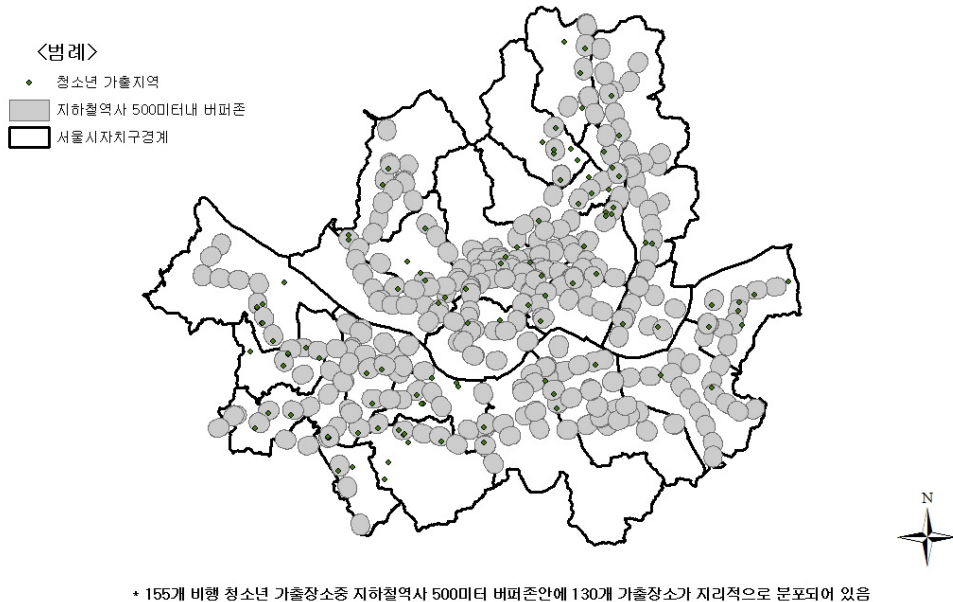 <범례>
청소년 가출지역
지하철역사 500미터내 버퍼존
서울시자치구경계
N
* 155개 비행 청소년 가출장소중 지하철역사 500미터 버퍼존안에 130개 가출장소가 지리적으로 분포되어 있음